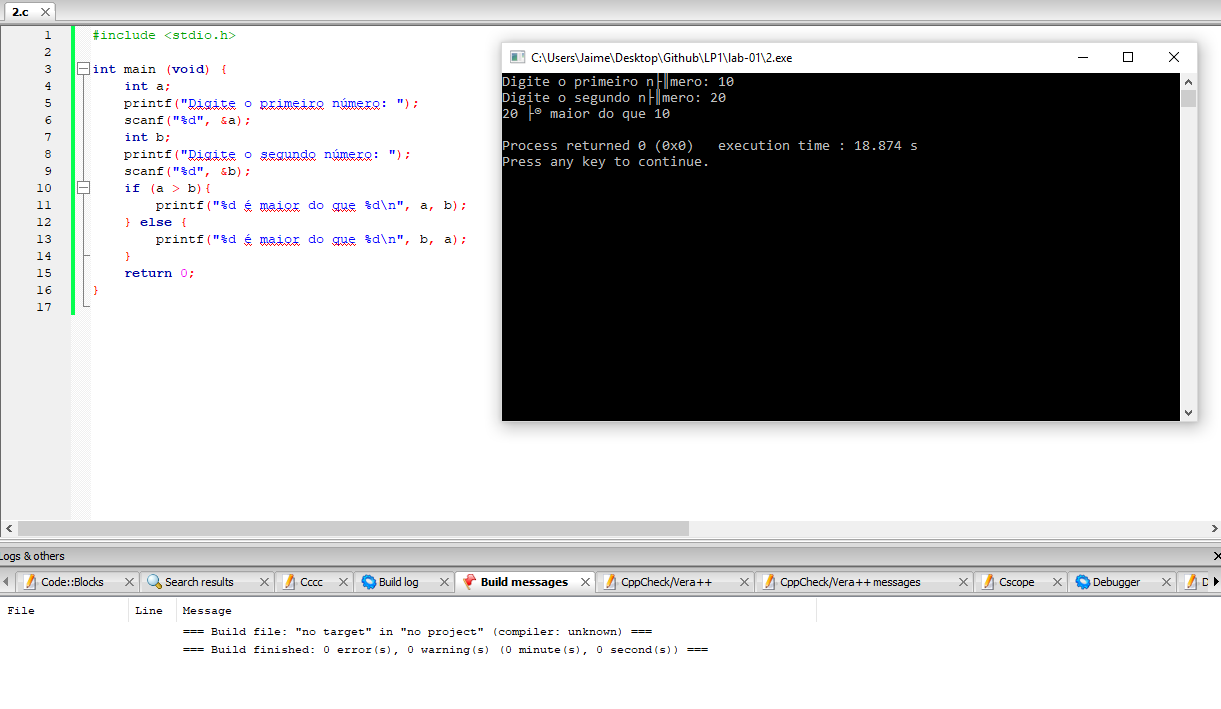 2.c
1 #include <stdio.h>
2
3 int main (void) {
4 int a;
5 printf("Digite o primeiro número: ");
6 scanf("%d", &a);
7 int b;
8 printf("Digite o segundo número: ");
9 scanf("%d", &b);
10 if (a > b){
11 printf("%d é maior do que %d\n", a, b);
12 } else {
13 printf("%d é maior do que %d\n", b, a);
14 }
15 return 0;
16 }
17
C:\Users\Jaime\Desktop\Github\LP1\lab-01\2.exe
Digite o primeiro n├║mero: 10
Digite o segundo n├║mero: 20
20 ├® maior do que 10
Process returned 0 (0x0) execution time : 18.874 s
Press any key to continue.
Logs & others
Code::Blocks Search results Cccc Build log Build messages CppCheck/Vera++ CppCheck/Vera++ messages Cscope Debugger D
File Line Message
=== Build file: "no target" in "no project" (compiler: unknown) ===
=== Build finished: 0 error(s), 0 warning(s) (0 minute(s), 0 second(s)) ===